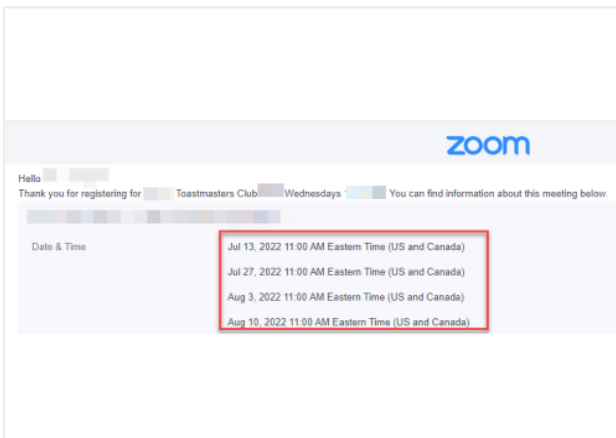 zoom
Hello
Thank you for registering for Toastmasters Club Wednesdays You can find information about this meeting below.
Date & Time
Jul 13, 2022 11:00 AM Eastern Time (US and Canada)
Jul 27, 2022 11:00 AM Eastern Time (US and Canada)
Aug 3, 2022 11:00 AM Eastern Time (US and Canada)
Aug 10, 2022 11:00 AM Eastern Time (US and Canada)